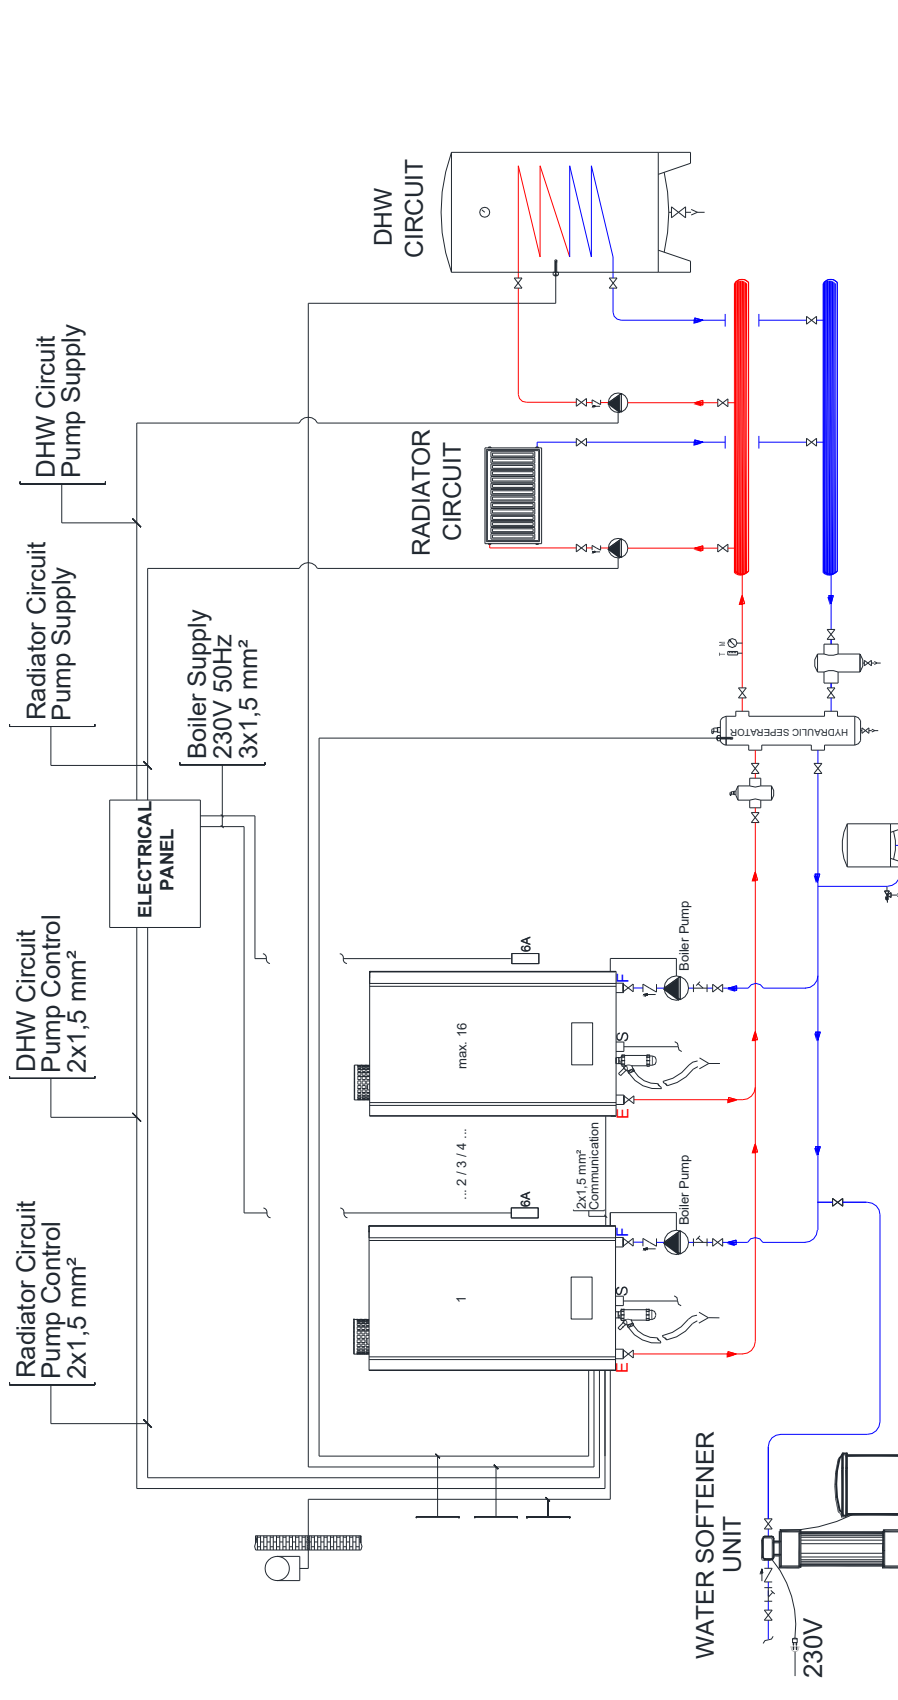 Radiator Circuit
Pump Control
2x1,5 mm²
DHW Circuit
Pump Control
2x1,5 mm²
Radiator Circuit
Pump Supply
DHW Circuit
Pump Supply
ELECTRICAL
PANEL
Boiler Supply
230V 50Hz
3x1,5 mm²
DHW
CIRCUIT
RADIATOR
CIRCUIT
1
6A
... 2 / 3 / 4 ...
max. 16
6A
2x1,5 mm²
Communication
E
S
F
Boiler Pump
E
S
F
Boiler Pump
T
M
HYDRAULIC SEPERATOR
WATER SOFTENER
UNIT
230V